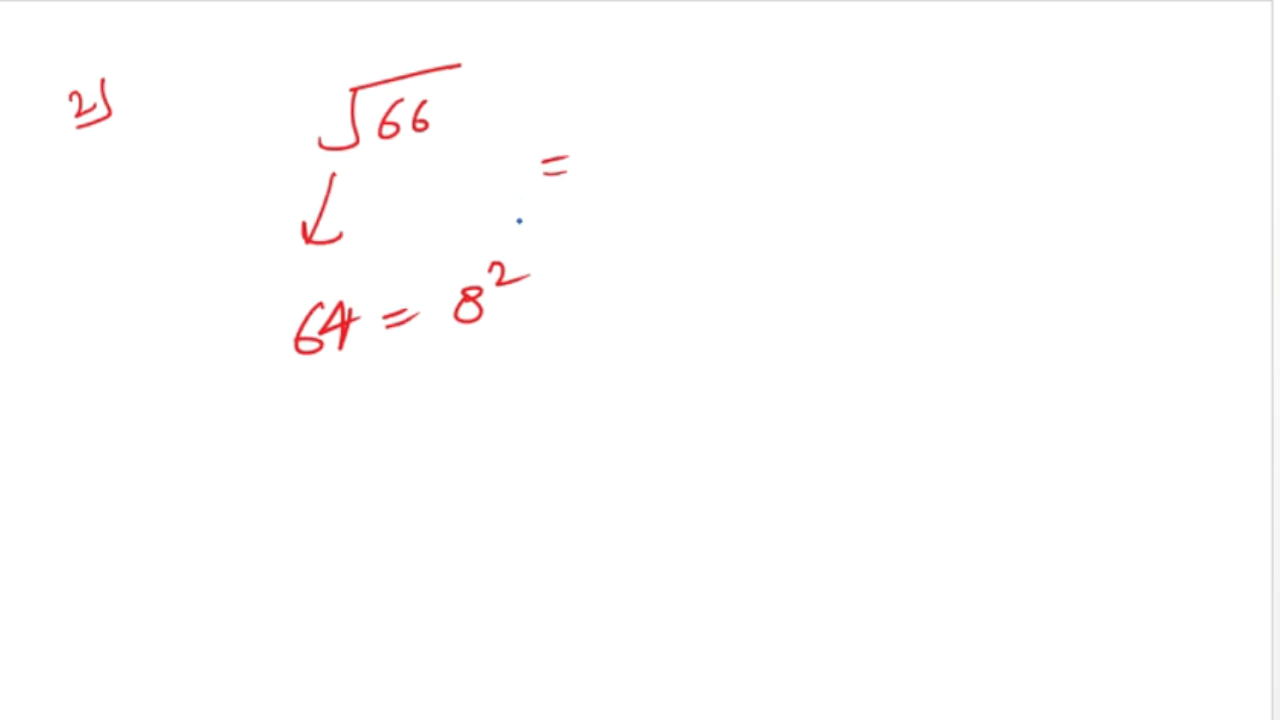 2)
√66 =
64 = 8²